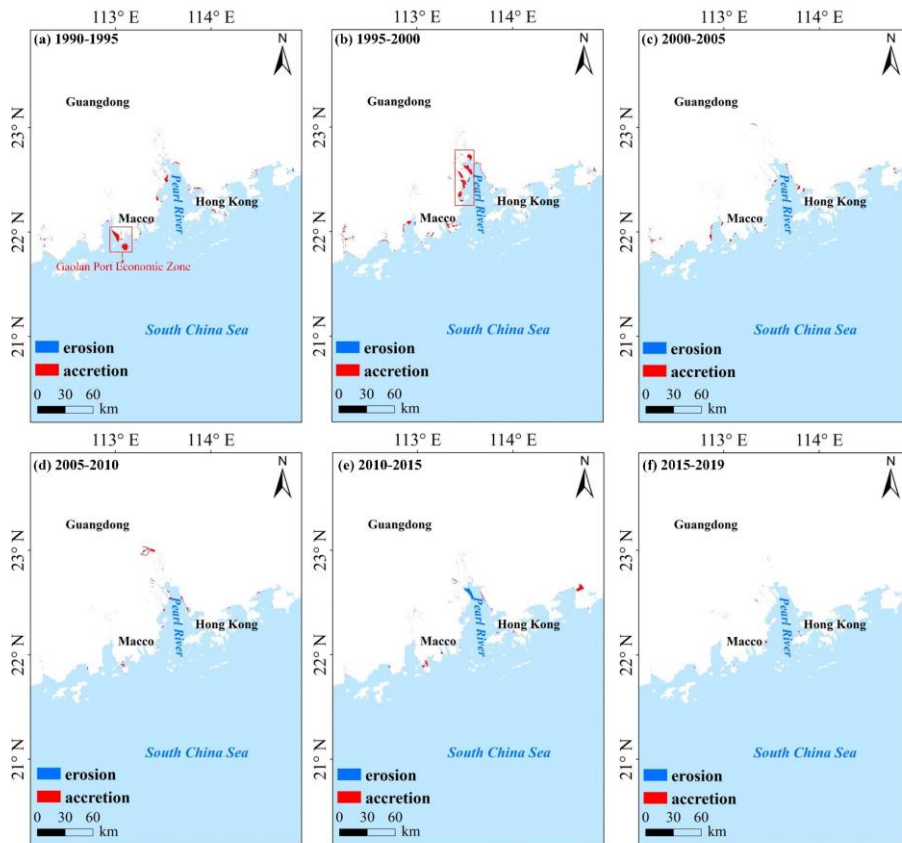 113° E 114° E 113° E 114° E 113° E 114° E
(a) 1990-1995
N
Guangdong
23° N
Pearl River
Hong Kong
Macco
22° N
Gaolan Port Economic Zone
South China Sea
21° N
erosion
accretion
0 30 60
km
(b) 1995-2000
N
Guangdong
23° N
Pearl River
Hong Kong
Macco
22° N
South China Sea
21° N
erosion
accretion
0 30 60
km
(c) 2000-2005
N
Guangdong
23° N
Pearl River
Hong Kong
Macco
22° N
South China Sea
21° N
erosion
accretion
0 30 60
km
113° E 114° E 113° E 114° E 113° E 114° E
(d) 2005-2010
N
Guangdong
23° N
Pearl River
Hong Kong
Macco
22° N
South China Sea
21° N
erosion
accretion
0 30 60
km
(e) 2010-2015
N
Guangdong
23° N
Pearl River
Hong Kong
Macco
22° N
South China Sea
21° N
erosion
accretion
0 30 60
km
(f) 2015-2019
N
Guangdong
23° N
Pearl River
Hong Kong
Macco
22° N
South China Sea
21° N
erosion
accretion
0 30 60
km